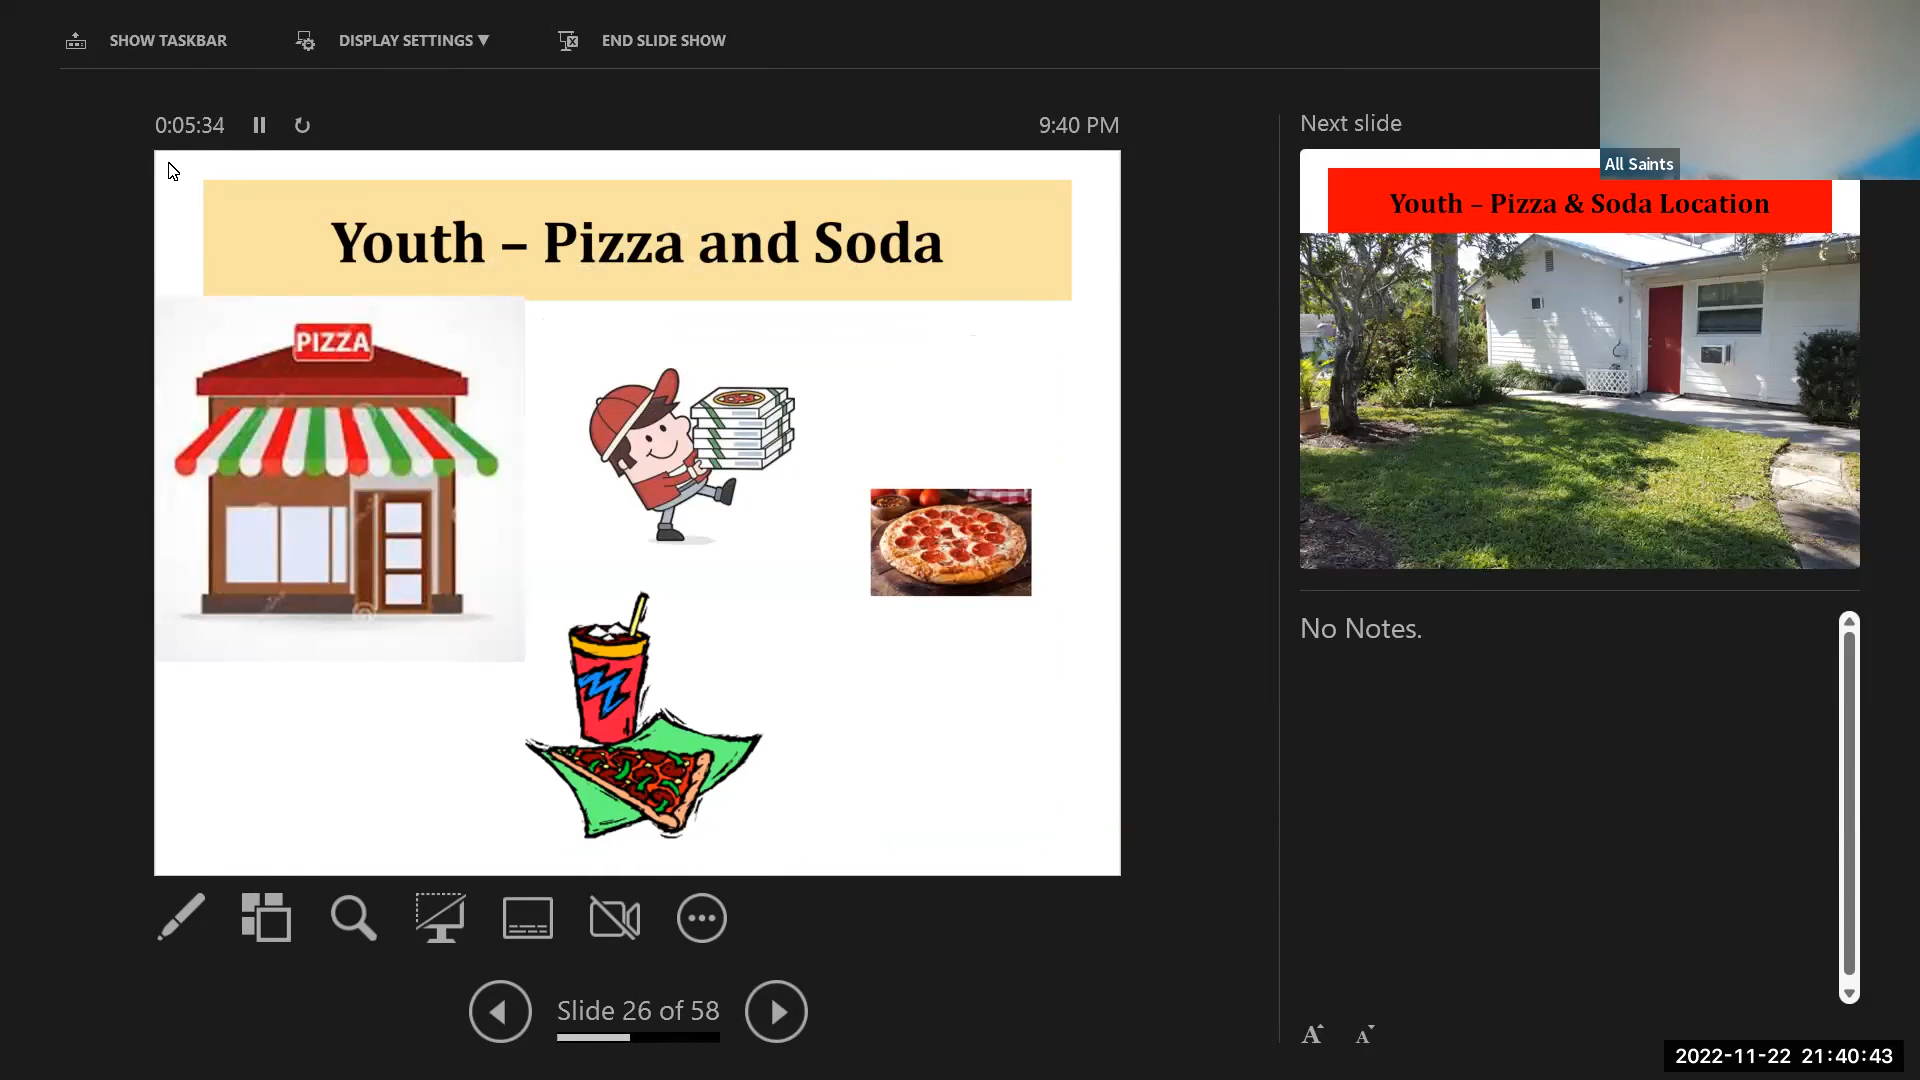 SHOW TASKBAR
DISPLAY SETTINGS ▼
END SLIDE SHOW
0:05:34
9:40 PM
Next slide
All Saints
Youth – Pizza and Soda
PIZZA
Youth – Pizza & Soda Location
No Notes.
Slide 26 of 58
A A
2022-11-22 21:40:43